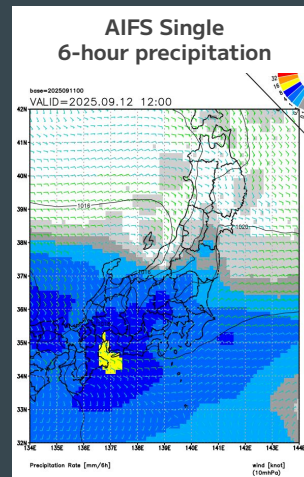 AIFS Single
6-hour precipitation
base=2025091100
VALID=2025.09.12 12:00
42N
41N
40N
39N
38N
37N
36N
35N
34N
33N
32N
1016
1020
134E 135E 136E 137E 138E 139E 140E 141E 142E 143E 144E
Precipitation Rate [mm/6h]
wind [knot]
(10mhPa)